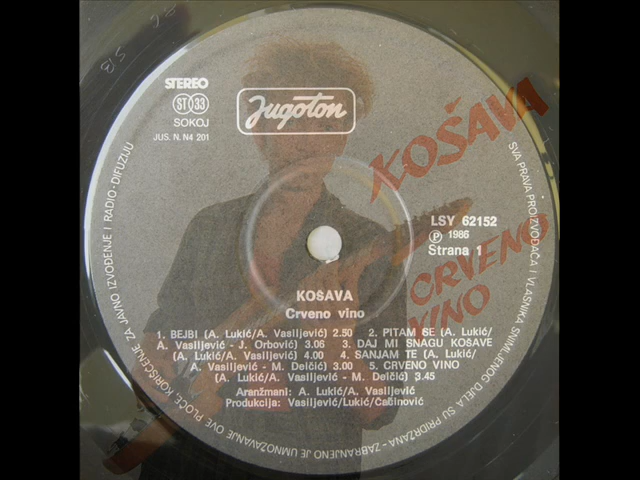 STEREO
ST 33
SOKOJ
JUS. N. N4 201
Jugoton
KOŠAVA
CRVENO
VINO
LSY 62152
Ⓟ 1986
Strana 1
KOŠAVA
Crveno vino
1. BEJBI (A. Lukić/A. Vasiljević) 2.50 2. PITAM SE (A. Lukić/
A. Vasiljević - J. Orbović) 3.06 3. DAJ MI SNAGU KOŠAVE
(A. Lukić/A. Vasiljević) 4.00 4. SANJAM TE (A. Lukić/
A. Vasiljević - M. Delčić) 3.00 5. CRVENO VINO
(A. Lukić/A. Vasiljević - M. Delčić) 3.45
Aranžmani: A. Lukić/A. Vasiljević
Produkcija: Vasiljević/Lukić/Čačinović
SVA PRAVA PROIZVOĐAČA I VLASNIKA SNIMLJENOG DJELA SU PRIDRŽANA - ZABRANJENO JE UMNOŽAVANJE OVE PLOČE, KORIŠĆENJE ZA JAVNO IZVOĐENJE I RADIO-DIFUZIJU